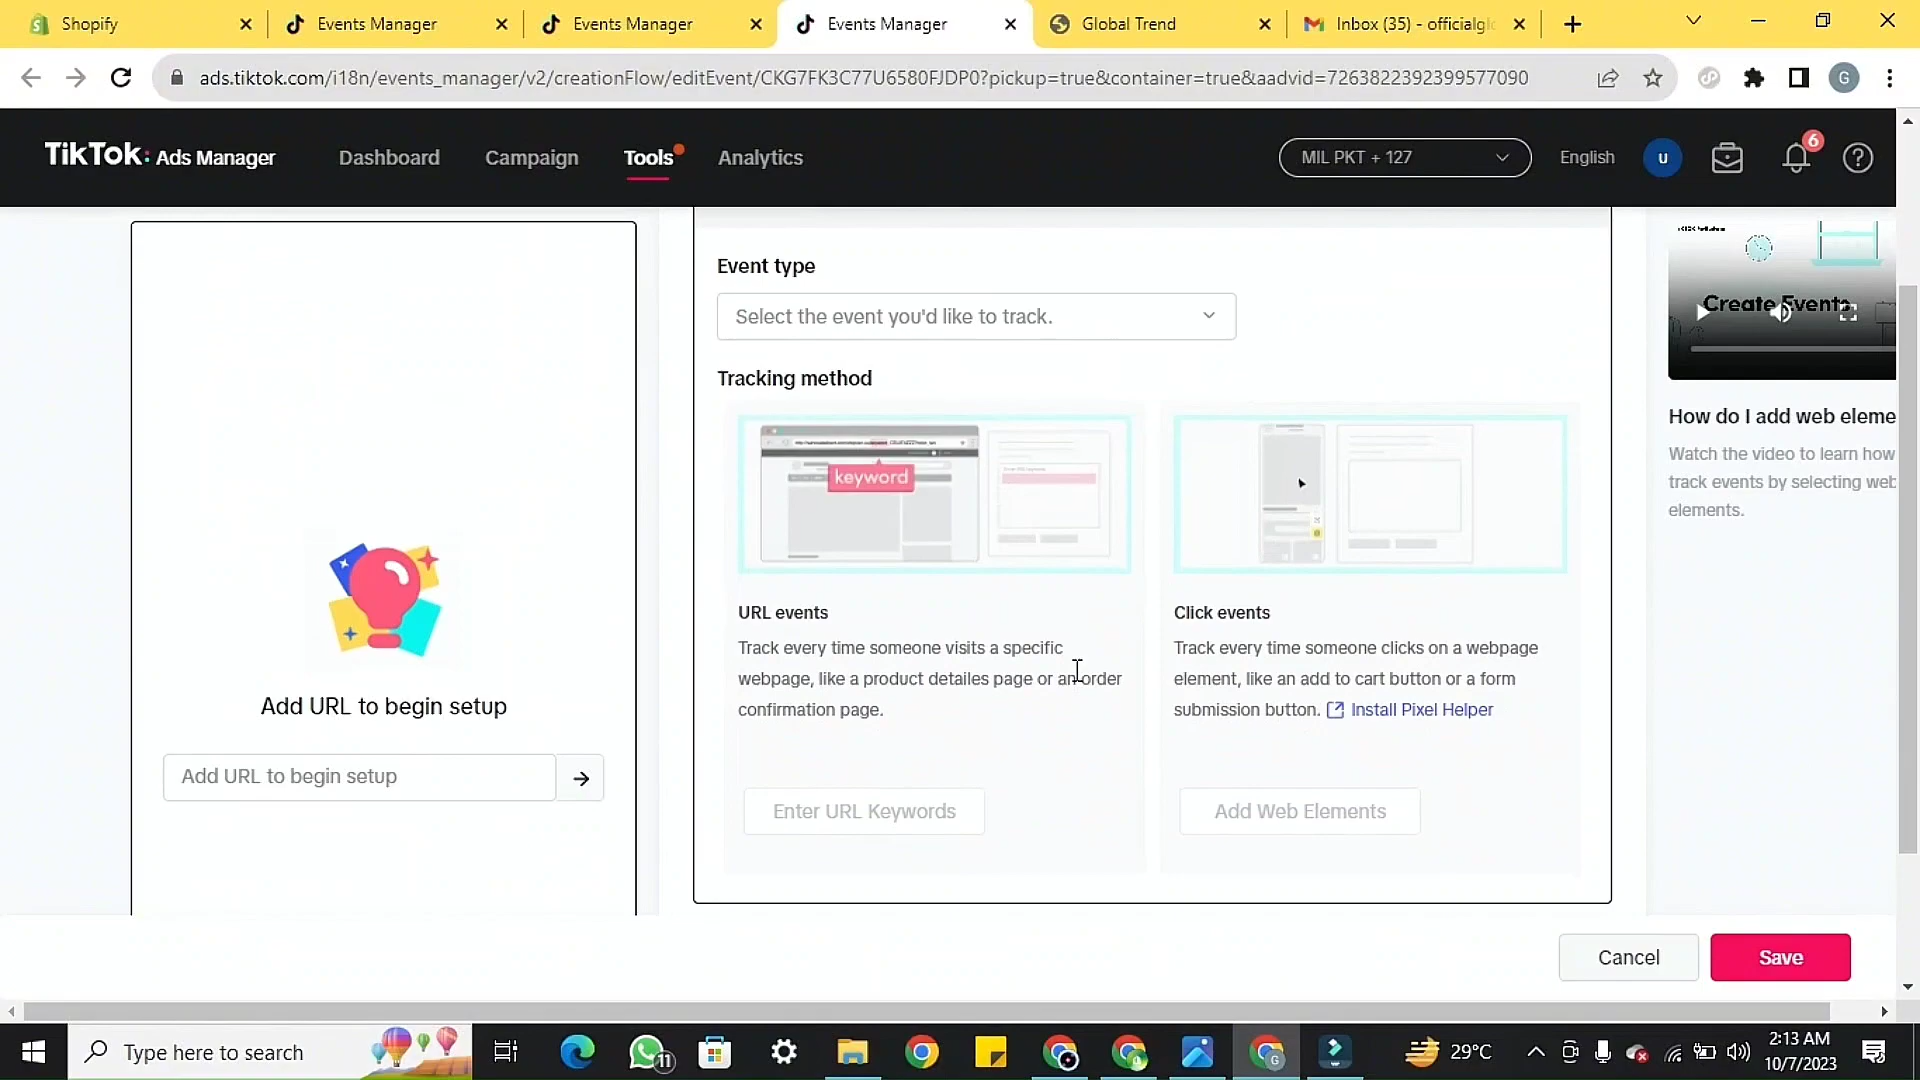 Shopify
Events Manager
Events Manager
Events Manager
Global Trend
Inbox (35) - officialgl
ads.tiktok.com/i18n/events_manager/v2/creationFlow/editEvent/CKG7FK3C77U6580FJDP0?pickup=true&container=true&aadvid=7263822392399577090
G
TikTok: Ads Manager
Dashboard
Campaign
Tools
Analytics
MIL PKT + 127
English
U
6
Event type
Select the event you'd like to track.
Tracking method
keyword
URL events
Track every time someone visits a specific
webpage, like a product detailes page or an order
confirmation page.
Enter URL Keywords
Click events
Track every time someone clicks on a webpage
element, like an add to cart button or a form
submission button. Install Pixel Helper
Add Web Elements
Add URL to begin setup
Add URL to begin setup
Create Events
How do I add web eleme
Watch the video to learn how
track events by selecting web
elements.
Cancel
Save
Type here to search
11
G
29°C
2:13 AM
10/7/2023